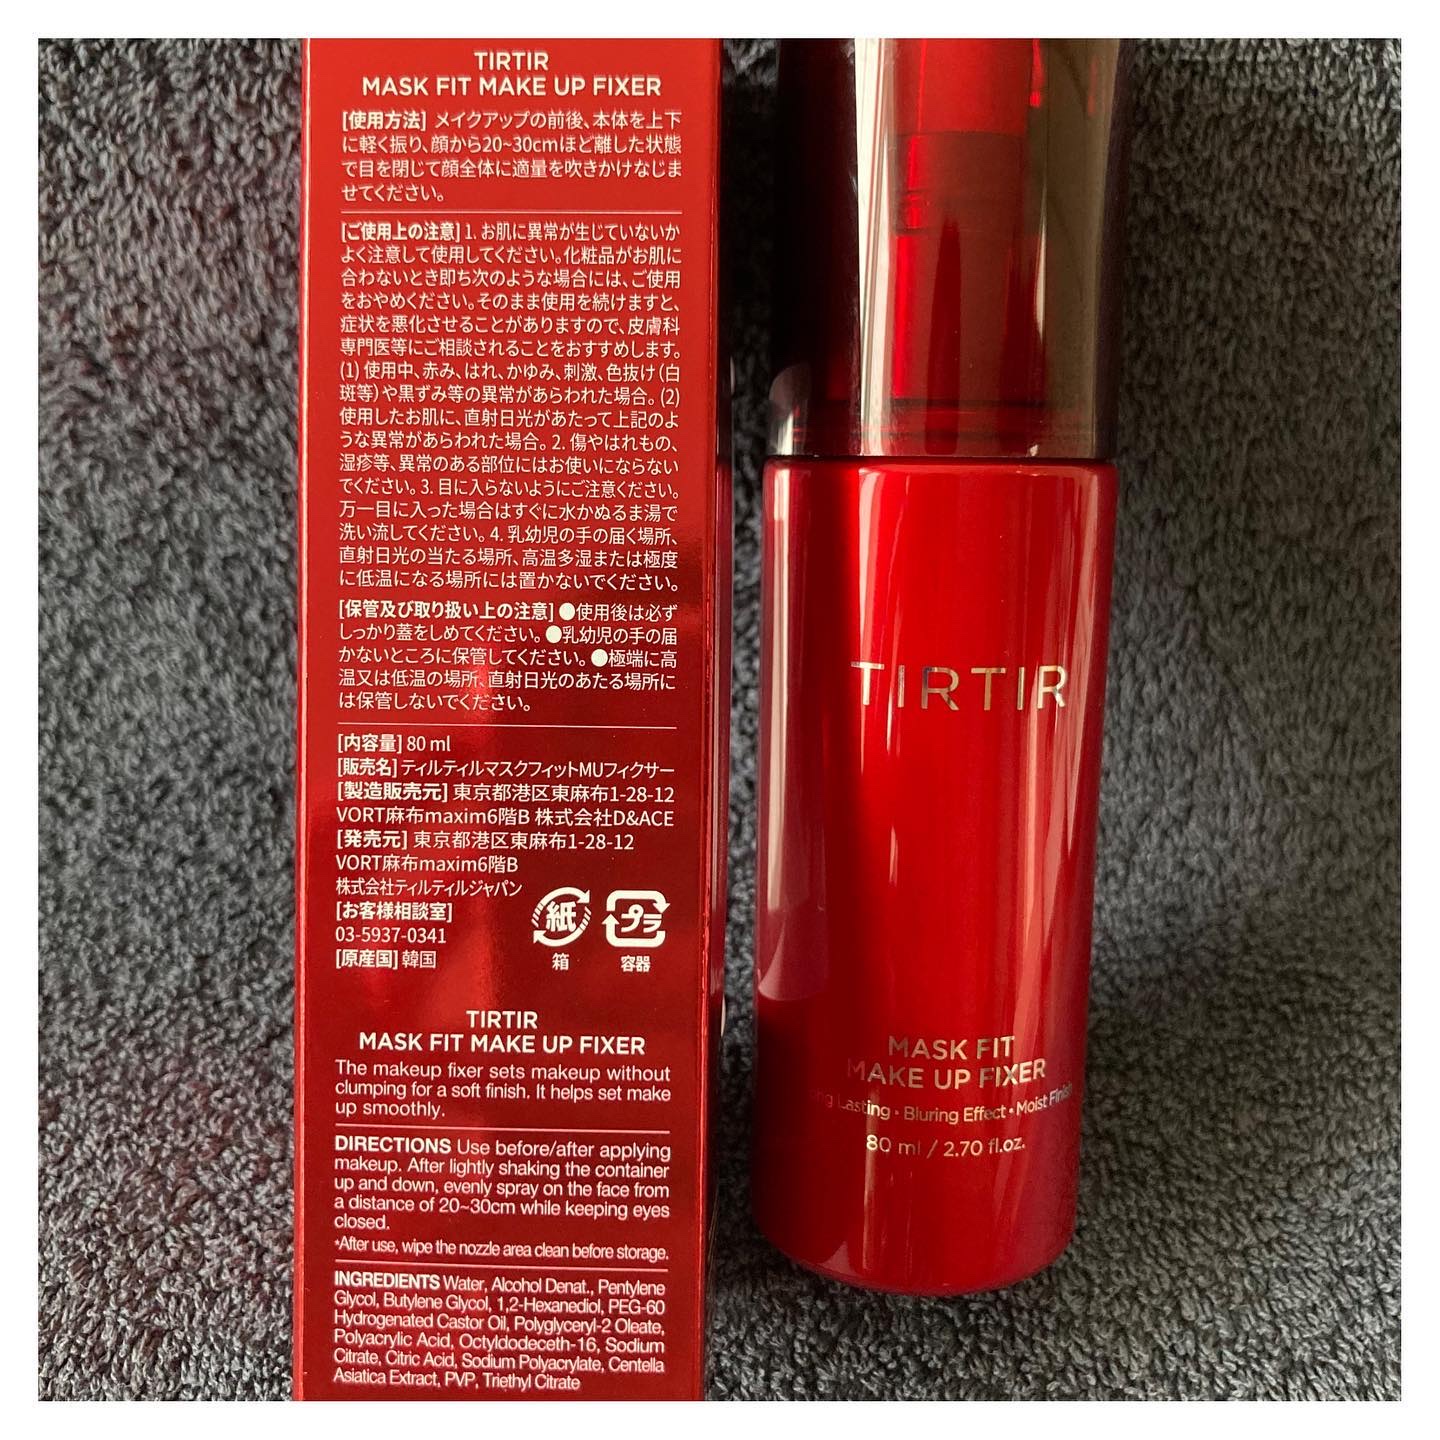 TIRTIR
MASK FIT MAKE UP FIXER
[使用方法] メイクアップの前後、本体を上下
に軽く振り、顔から20~30cmほど離した状態
で目を閉じて顔全体に適量を吹きかけなじま
せてください。
[ご使用上の注意] 1. お肌に異常が生じていないか
よく注意して使用してください。化粧品がお肌に
合わないとき即ち次のような場合には、ご使用
をおやめください。そのまま使用を続けますと、
症状を悪化させることがありますので、皮膚科
専門医等にご相談されることをおすすめします。
(1) 使用中、赤み、はれ、かゆみ、刺激、色抜け（白
斑等）や黒ずみ等の異常があらわれた場合。(2)
使用したお肌に、直射日光があたって上記のよ
うな異常があらわれた場合。2. 傷やはれもの、
湿疹等、異常のある部位にはお使いにならない
でください。3. 目に入らないようにご注意ください。
万一目に入った場合はすぐに水かぬるま湯で
洗い流してください。4. 乳幼児の手の届く場所、
直射日光の当たる場所、高温多湿または極度
に低温になる場所には置かないでください。
[保管及び取り扱い上の注意] ●使用後は必ず
しっかり蓋をしめてください。●乳幼児の手の届
かないところに保管してください。●極端に高
温又は低温の場所、直射日光のあたる場所に
は保管しないでください。
[内容量] 80 ml
[販売名] ティルティルマスクフィットMUフィクサー
[製造販売元] 東京都港区東麻布1-28-12
VORT麻布maxim6階B 株式会社D&ACE
[発売元] 東京都港区東麻布1-28-12
VORT麻布maxim6階B
株式会社ティルティルジャパン
[お客様相談室]
03-5937-0341
[原産国] 韓国
紙
箱
プラ
容器
TIRTIR
MASK FIT MAKE UP FIXER
The makeup fixer sets makeup without
clumping for a soft finish. It helps set make
up smoothly.
DIRECTIONS Use before/after applying
makeup. After lightly shaking the container
up and down, evenly spray on the face from
a distance of 20~30cm while keeping eyes
closed.
*After use, wipe the nozzle area clean before storage.
INGREDIENTS Water, Alcohol Denat., Pentylene
Glycol, Butylene Glycol, 1,2-Hexanediol, PEG-60
Hydrogenated Castor Oil, Polyglyceryl-2 Oleate,
Polyacrylic Acid, Octyldodeceth-16, Sodium
Citrate, Citric Acid, Sodium Polyacrylate, Centella
Asiatica Extract, PVP, Triethyl Citrate
TIRTIR
MASK FIT
MAKE UP FIXER
Lasting • Bluring Effect • Moist Finish
80 ml / 2.70 fl.oz.